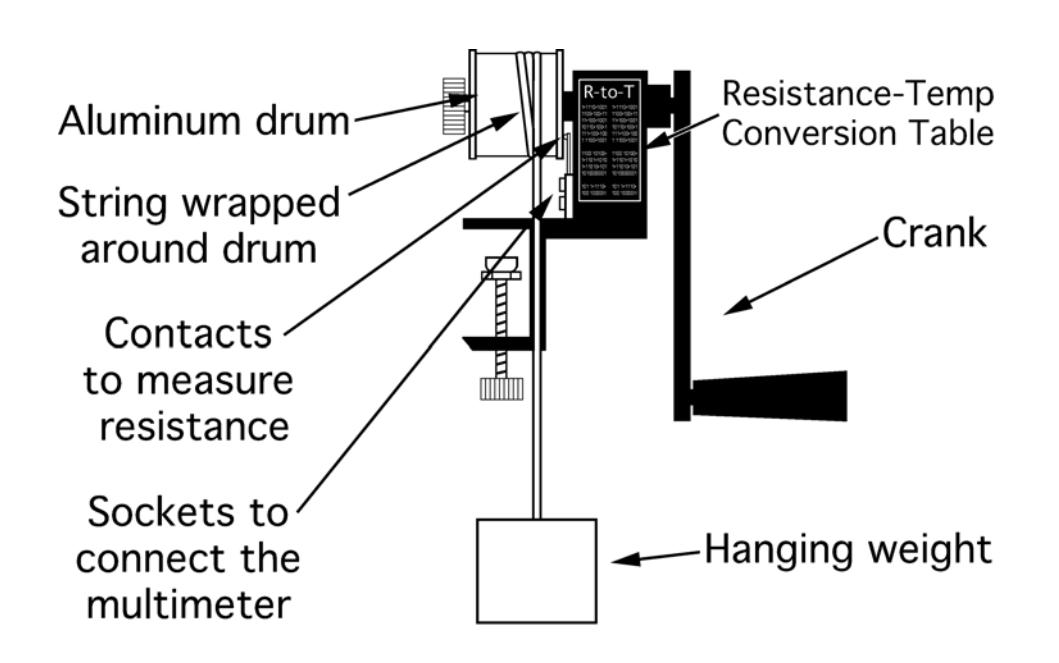 Aluminum drum
String wrapped
around drum
Contacts
to measure
resistance
Sockets to
connect the
multimeter
R-to-T
Resistance-Temp
Conversion Table
Crank
Hanging weight